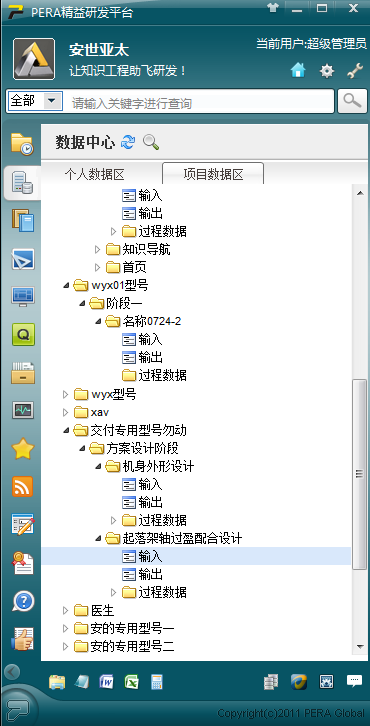 PERA精益研发平台
安世亚太
当前用户:超级管理员
让知识工程助飞研发！
全部
请输入关键字进行查询
数据中心
个人数据区 项目数据区
输入
输出
过程数据
知识导航
首页
wyx01型号
阶段一
名称0724-2
输入
输出
过程数据
wyx型号
xav
交付专用型号勿动
方案设计阶段
机身外形设计
输入
输出
过程数据
起落架轴过盈配合设计
输入
输出
过程数据
医生
安的专用型号一
安的专用型号二
Copyright(c)2011 PERA Global